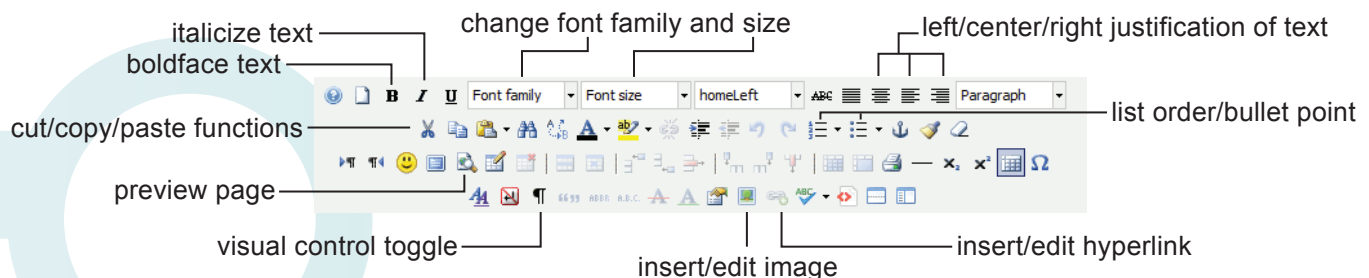 change font family and size
left/center/right justification of text
italicize text
boldface text
B I U Font family Font size homeLeft ABC Paragraph
list order/bullet point
cut/copy/paste functions
preview page
visual control toggle
insert/edit hyperlink
insert/edit image